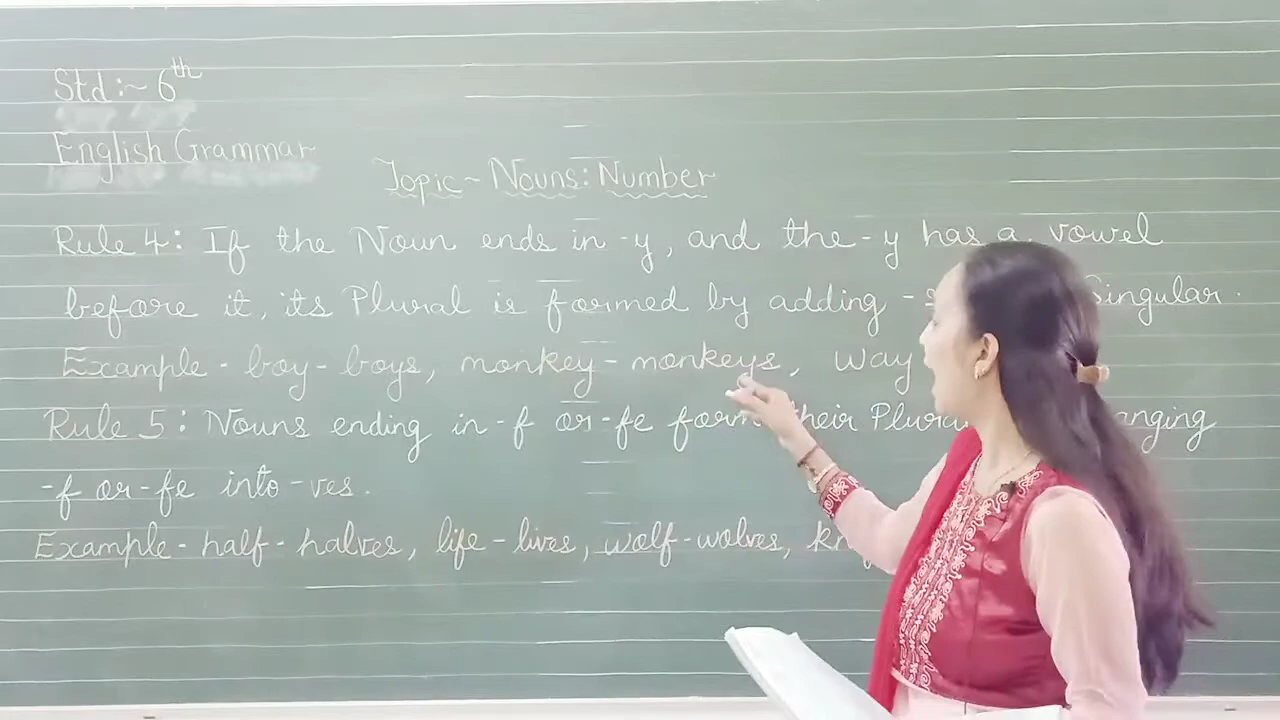 Std :~ 6th
English Grammar
Topic ~ Nouns: Number
Rule 4: If the Noun ends in -y, and the -y has a vowel
before it, its Plural is formed by adding Singular.
Example - boy - boys, monkey - monkeys, way
Rule 5: Nouns ending in -f or -fe form their
-f or -fe into -ves.
Example - half - halves, life - lives, wolf - wolves,